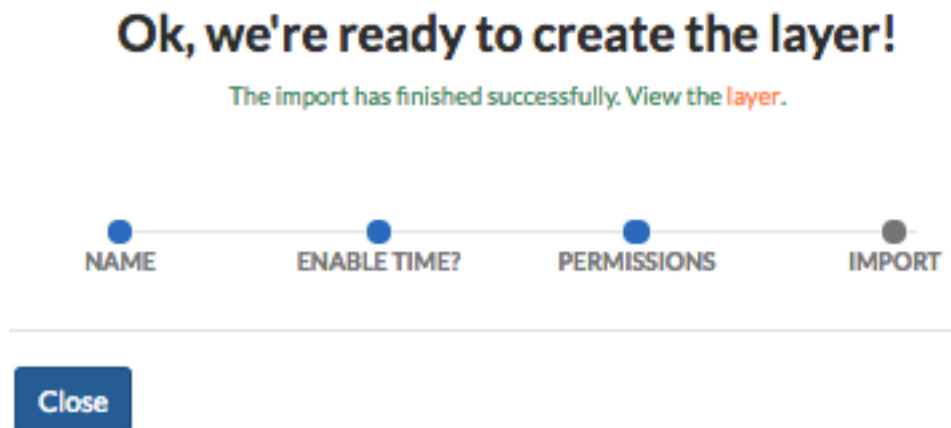 Ok, we're ready to create the layer!
The import has finished successfully. View the layer.
NAME ENABLE TIME? PERMISSIONS IMPORT
Close